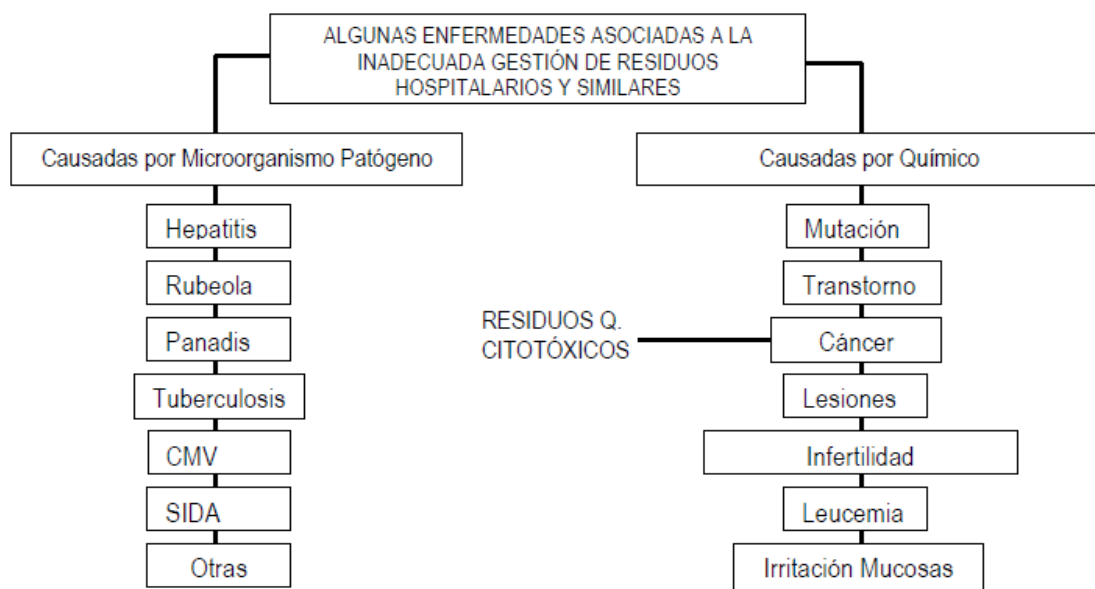 ALGUNAS ENFERMEDADES ASOCIADAS A LA
INADECUADA GESTIÓN DE RESIDUOS
HOSPITALARIOS Y SIMILARES
Causadas por Microorganismo Patógeno
Hepatitis
Rubeola
Panadis
Tuberculosis
CMV
SIDA
Otras
Causadas por Químico
Mutación
Transtorno
RESIDUOS Q.
CITOTÓXICOS
Cáncer
Lesiones
Infertilidad
Leucemia
Irritación Mucosas